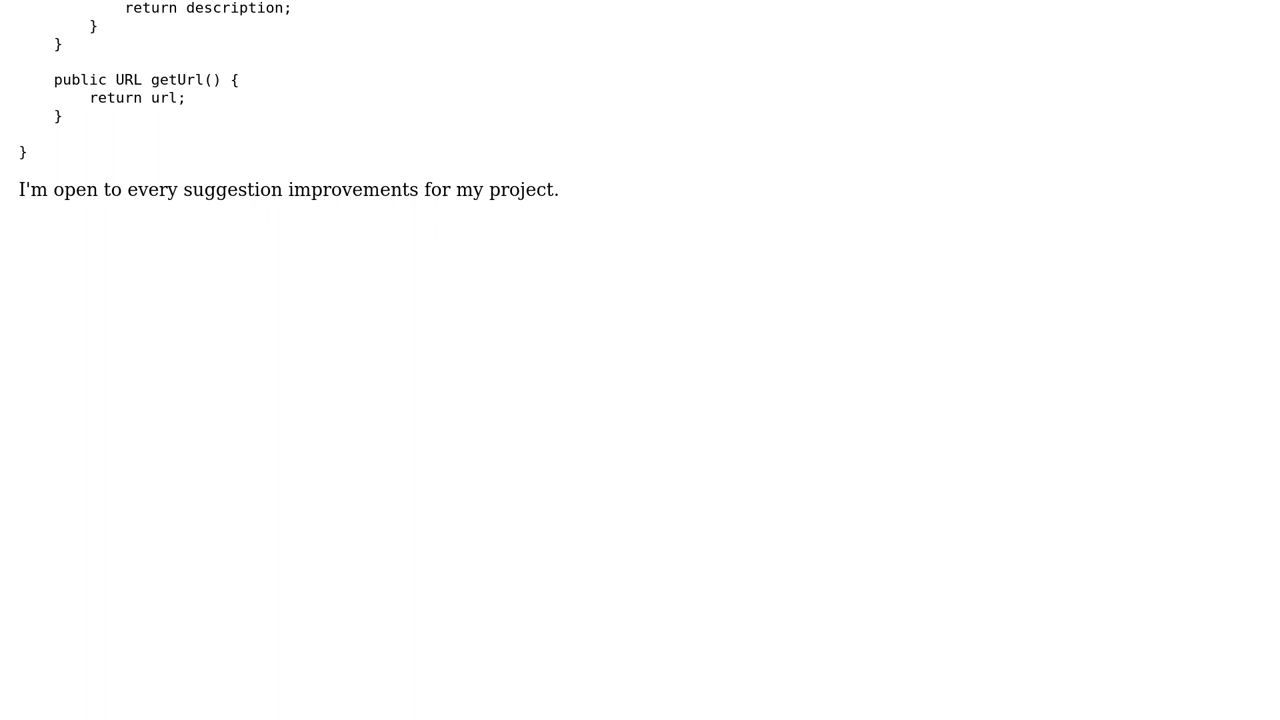 return description;
        }
    }

    public URL getUrl() {
        return url;
    }

}
I'm open to every suggestion improvements for my project.